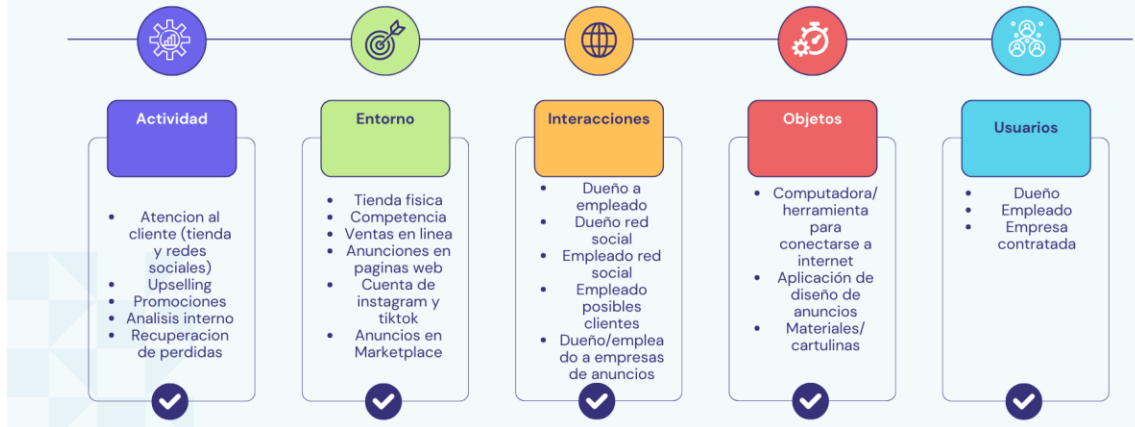 Actividad
• Atencion al
cliente (tienda
y redes
sociales)
• Upselling
• Promociones
• Analisis interno
• Recuperacion
de perdidas
Entorno
• Tienda fisica
• Competencia
• Ventas en linea
• Anunciones en
paginas web
• Cuenta de
instagram y
tiktok
• Anuncios en
Marketplace
Interacciones
• Dueño a
empleado
• Dueño red
social
• Empleado red
social
• Empleado
posibles
clientes
• Dueño/emplea
do a empresas
de anuncios
Objetos
• Computadora/
herramienta
para
conectarse a
internet
• Aplicación de
diseño de
anuncios
• Materiales/
cartulinas
Usuarios
• Dueño
• Empleado
• Empresa
contratada